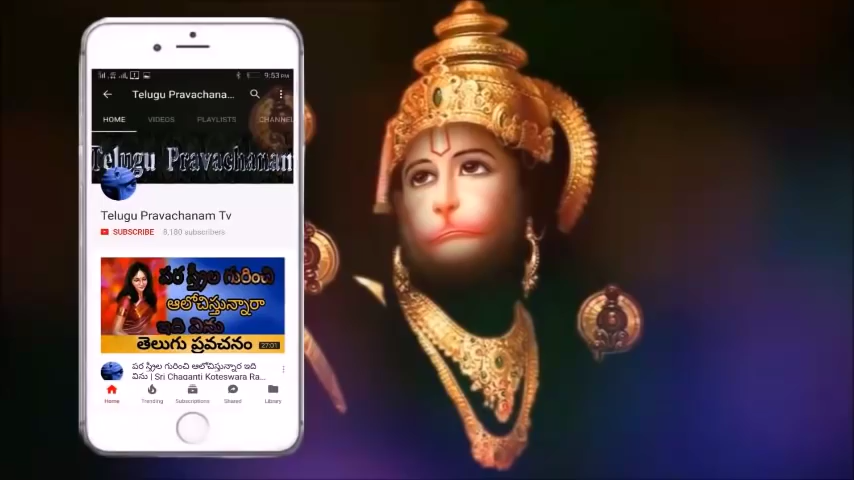 9:53 PM
Telugu Pravachana...
HOME VIDEOS PLAYLISTS CHANNEL
Telugu Pravachanam
Telugu Pravachanam Tv
SUBSCRIBE 8,180 subscribers
పర స్త్రీల గురించి
ఆలోచిస్తున్నారా
ఇది విను
తెలుగు ప్రవచనం 27:01
పర స్త్రీల గురించి ఆలోచిస్తున్నార ఇది
విను | Sri Chaganti Koteswara Ra...
Home Trending Subscriptions Shared Library